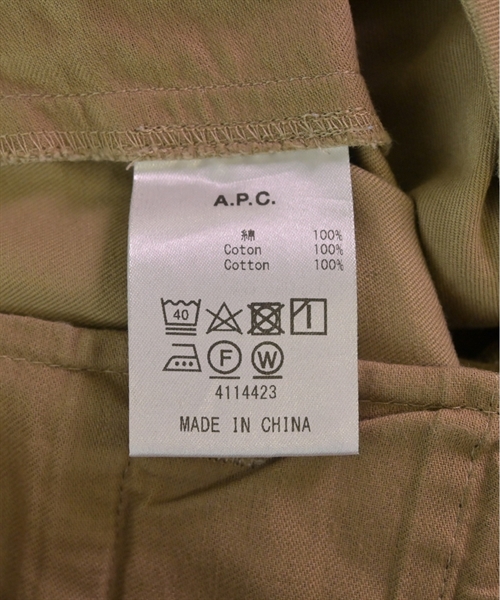 A.P.C.
綿 100%
Coton 100%
Cotton 100%
40
F W
4114423
MADE IN CHINA